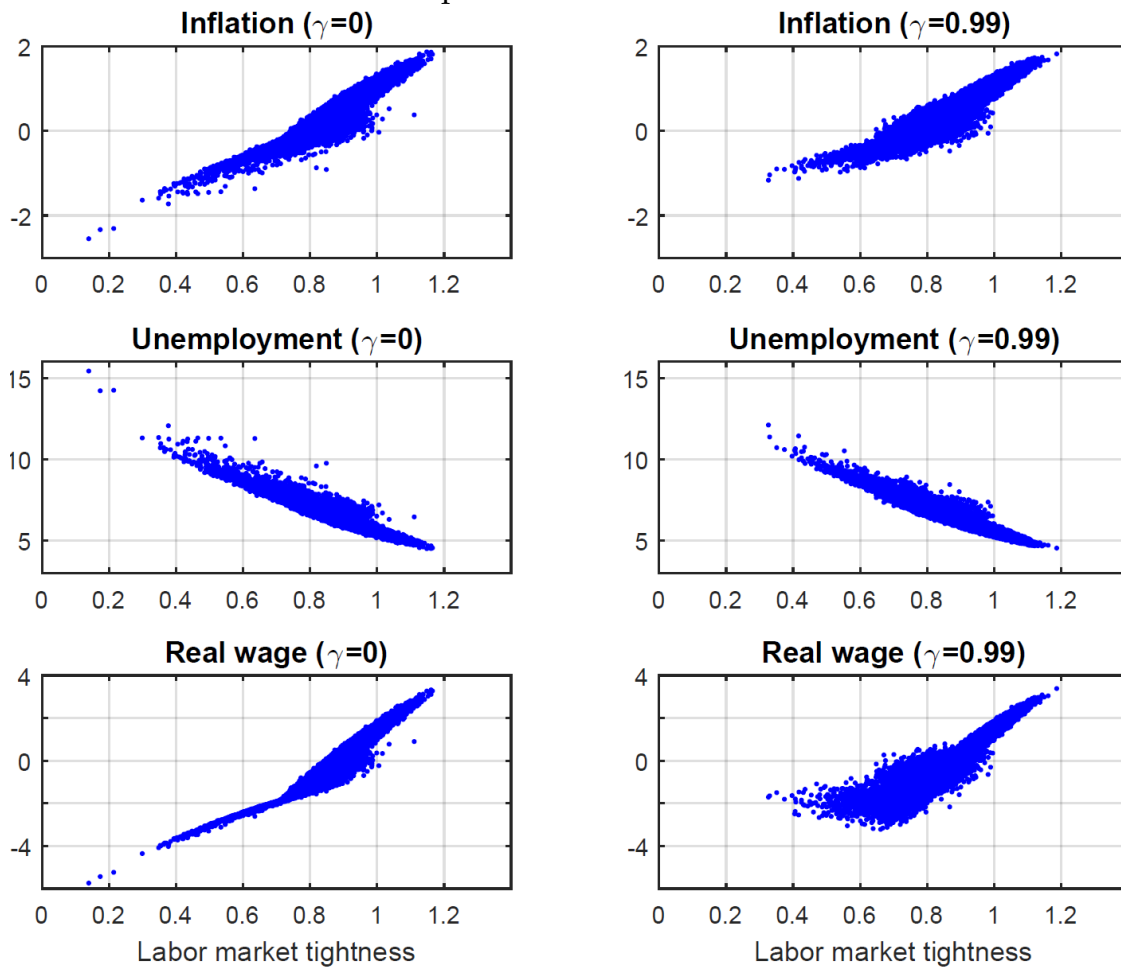 Inflation (γ=0)
Inflation (γ=0.99)
2
0
-2
0 0.2 0.4 0.6 0.8 1 1.2
2
0
-2
0 0.2 0.4 0.6 0.8 1 1.2
Unemployment (γ=0)
Unemployment (γ=0.99)
15
10
5
0 0.2 0.4 0.6 0.8 1 1.2
15
10
5
0 0.2 0.4 0.6 0.8 1 1.2
Real wage (γ=0)
Real wage (γ=0.99)
4
0
-4
0 0.2 0.4 0.6 0.8 1 1.2
Labor market tightness
4
0
-4
0 0.2 0.4 0.6 0.8 1 1.2
Labor market tightness